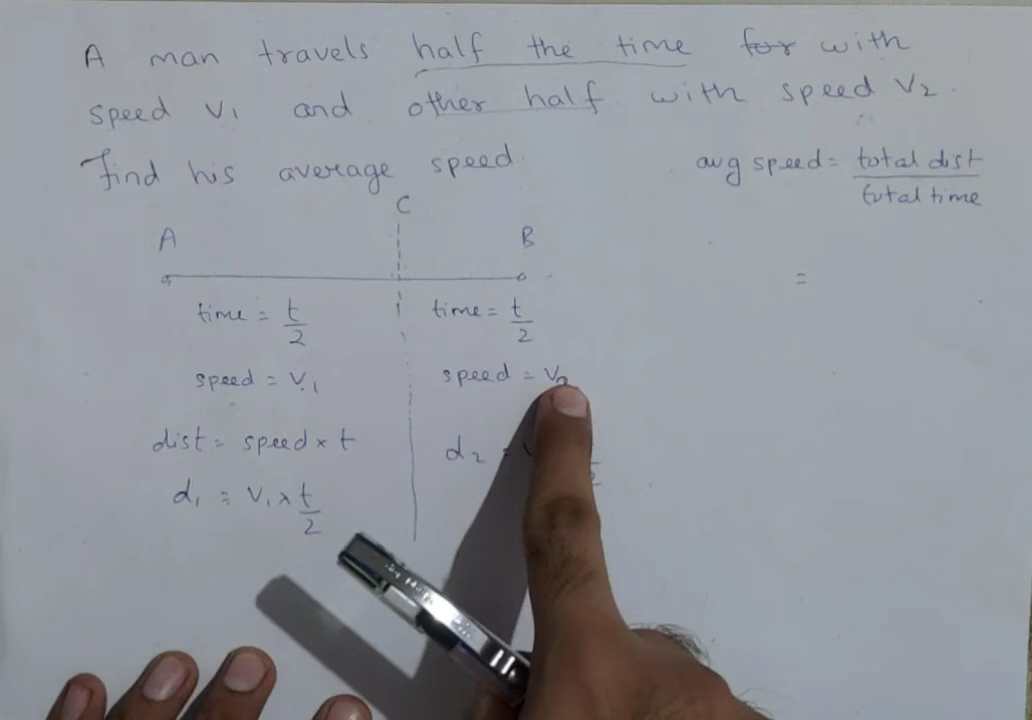 A man travels half the time for with
speed V₁ and other half with speed V₂.
Find his average speed.
avg speed = total dist / total time
=
C
A B
time = t/2 time = t/2
speed = V₁ speed = V₂
dist = speed × t
d₂ =
d₁ = V₁ × t/2